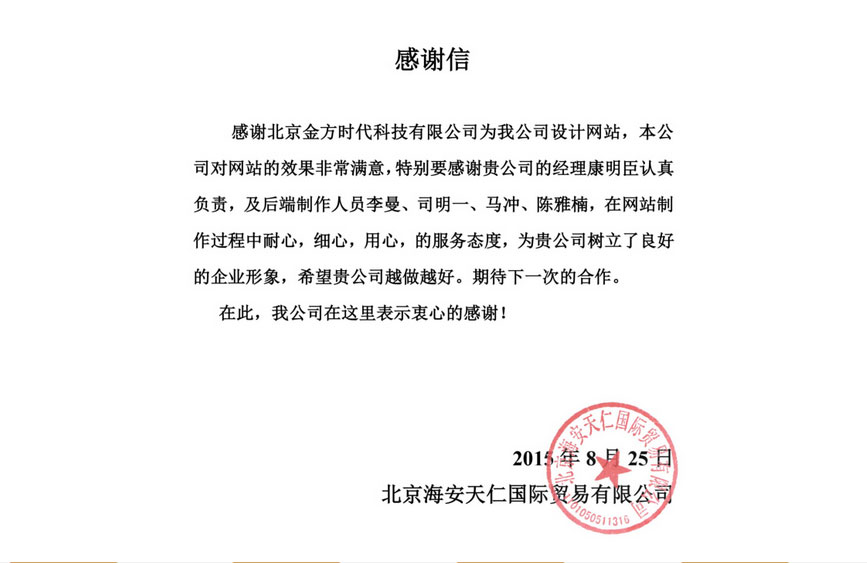 感谢信
感谢北京金方时代科技有限公司为我公司设计网站，本公
司对网站的效果非常满意，特别要感谢贵公司的经理康明臣认真
负责，及后端制作人员李曼、司明一、马冲、陈雅楠，在网站制
作过程中耐心，细心，用心，的服务态度，为贵公司树立了良好
的企业形象，希望贵公司越做越好。期待下一次的合作。
在此，我公司在这里表示衷心的感谢！
北京海安天仁国际贸易有限公司
2015 年 8 月 25 日
北京海安天仁国际贸易有限公司
1101050511316